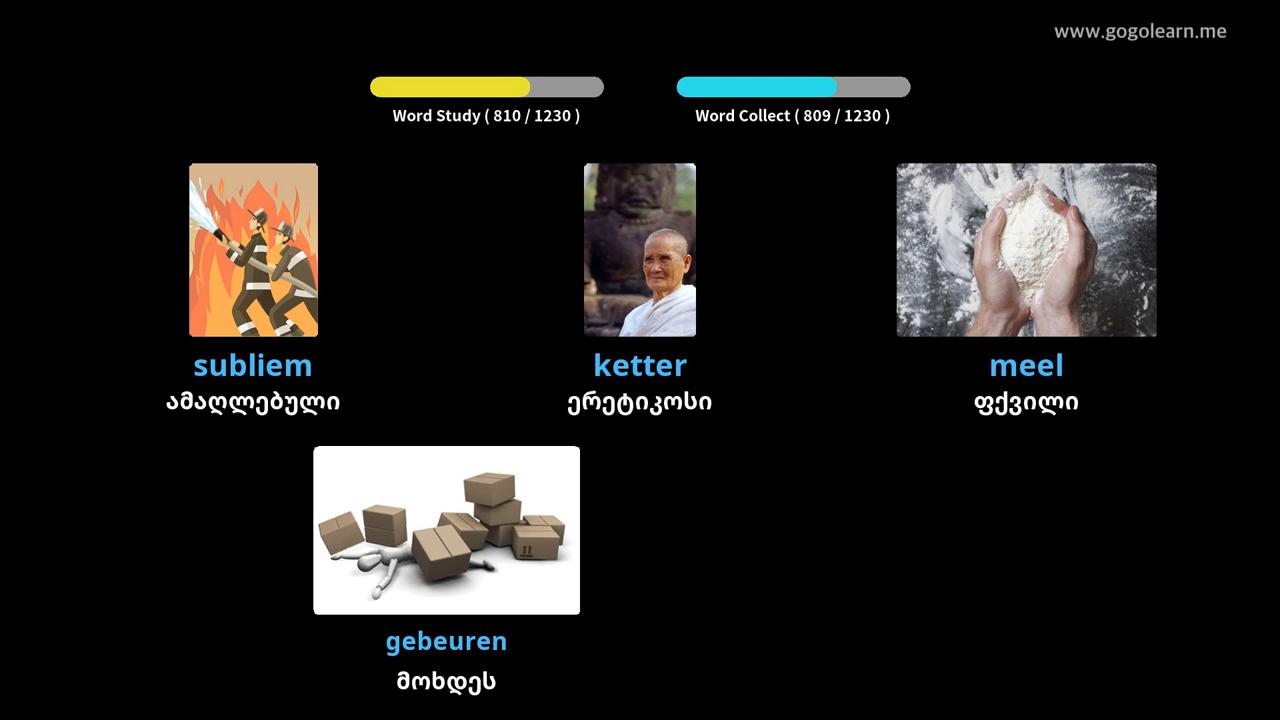 www.gogolearn.me
Word Study ( 810 / 1230 )
Word Collect ( 809 / 1230 )
subliem
ამაღლებული
ketter
ერეტიკოსი
meel
ფქვილი
gebeuren
მოხდეს